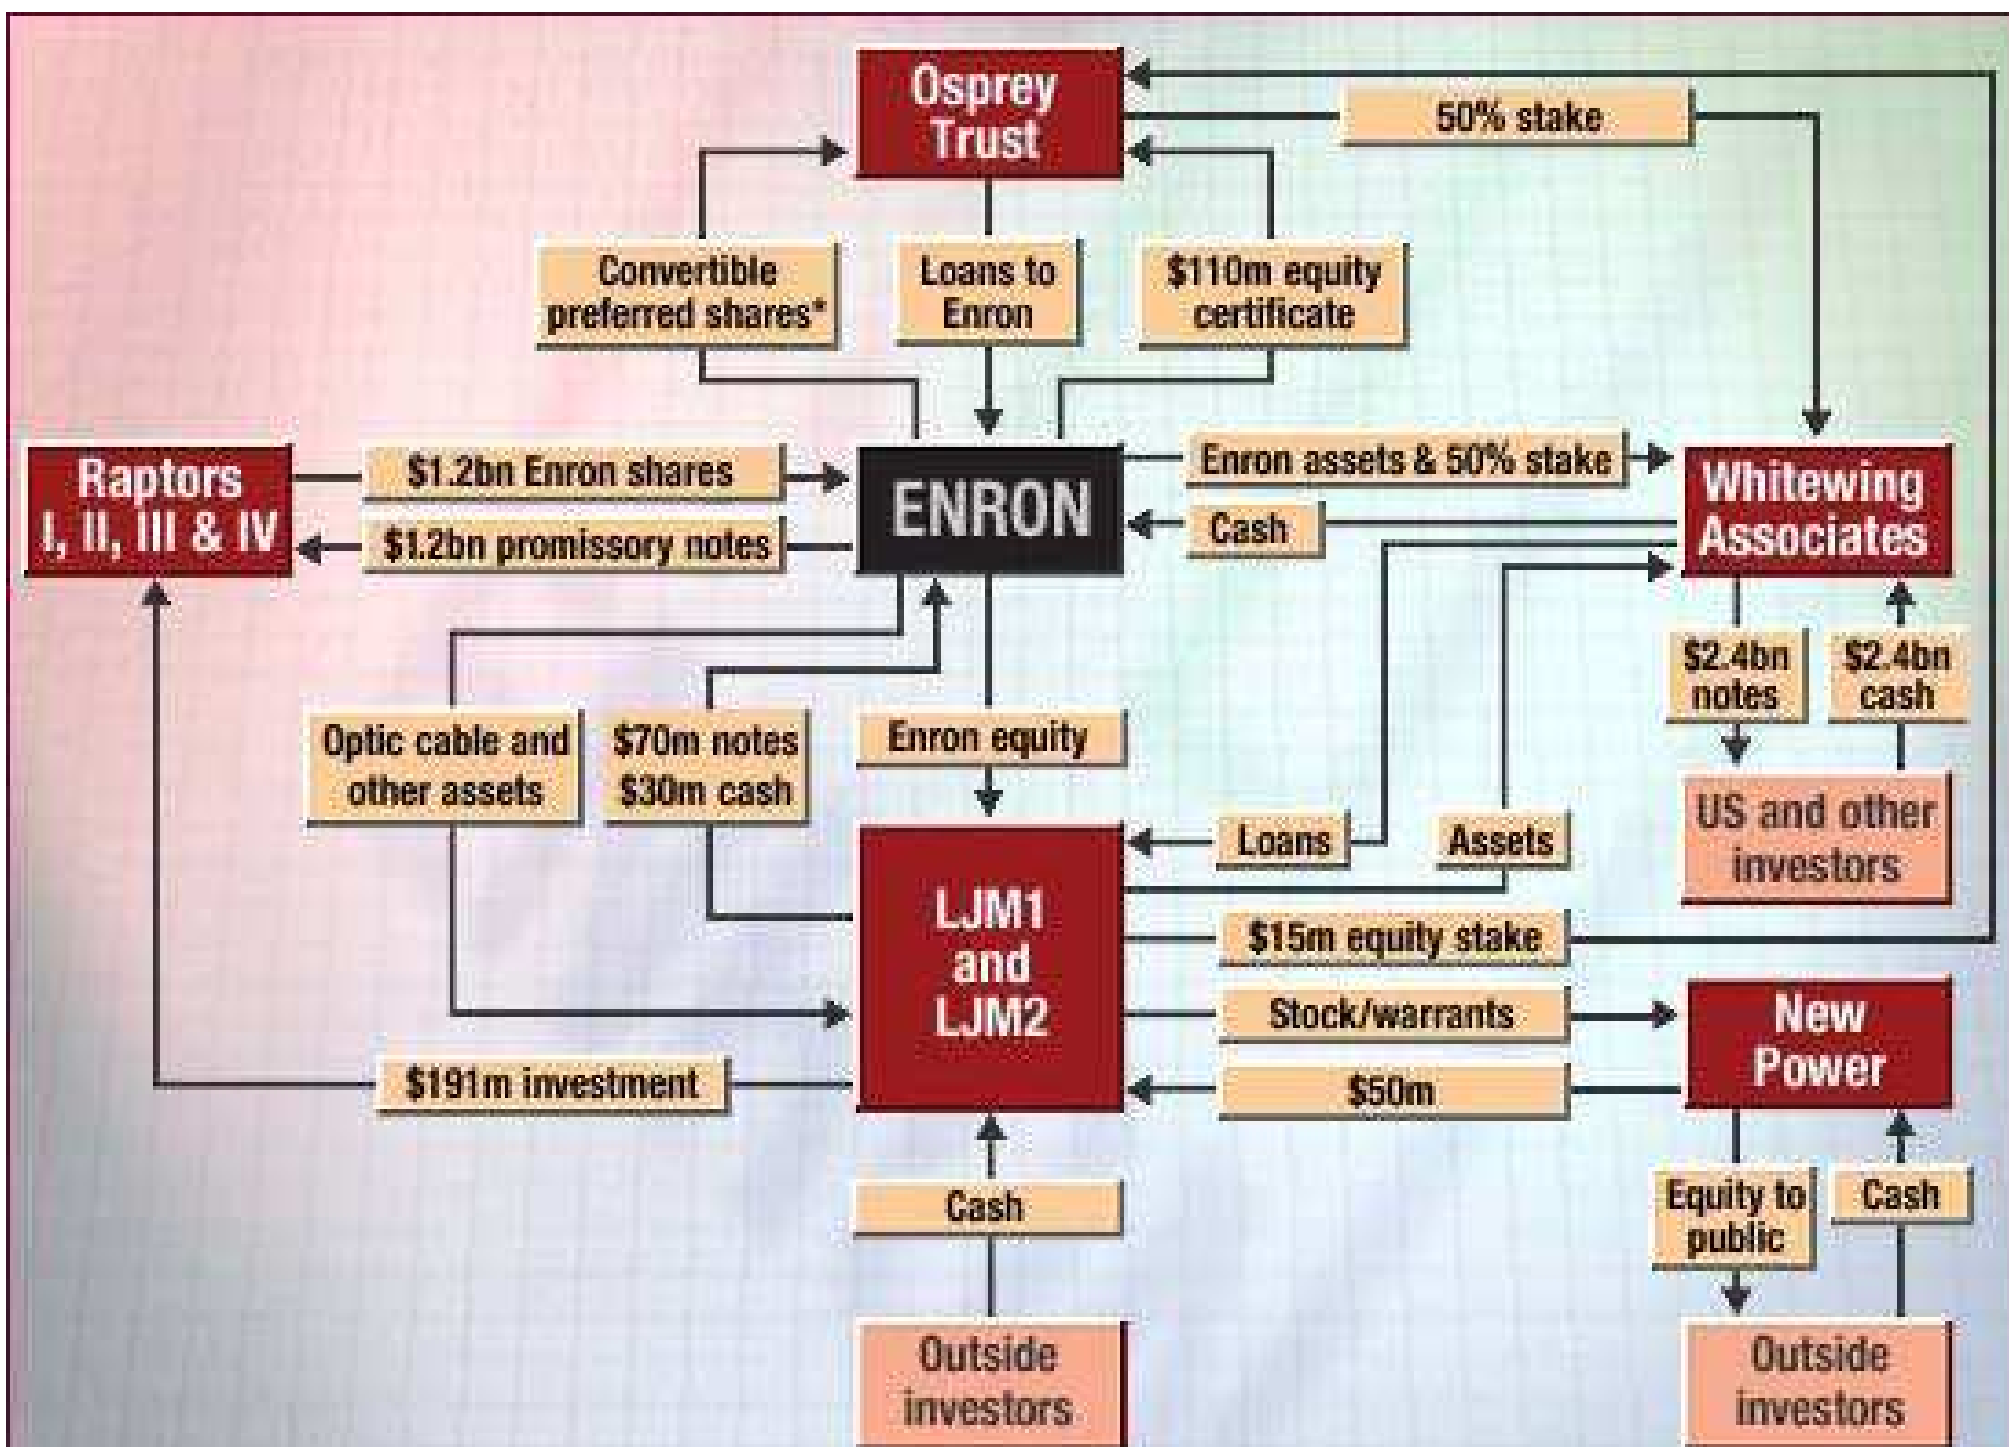 Osprey
Trust
50% stake
Convertible
preferred shares*
Loans to
Enron
$110m equity
certificate
Raptors
I, II, III & IV
$1.2bn Enron shares
$1.2bn promissory notes
ENRON
Enron assets & 50% stake
Cash
Whitewing
Associates
$2.4bn
notes
$2.4bn
cash
Optic cable and
other assets
$70m notes
$30m cash
Enron equity
Loans
Assets
US and other
investors
LJM1
and
LJM2
$15m equity stake
Stock/warrants
$50m
New
Power
$191m investment
Cash
Equity to
public
Cash
Outside
investors
Outside
investors